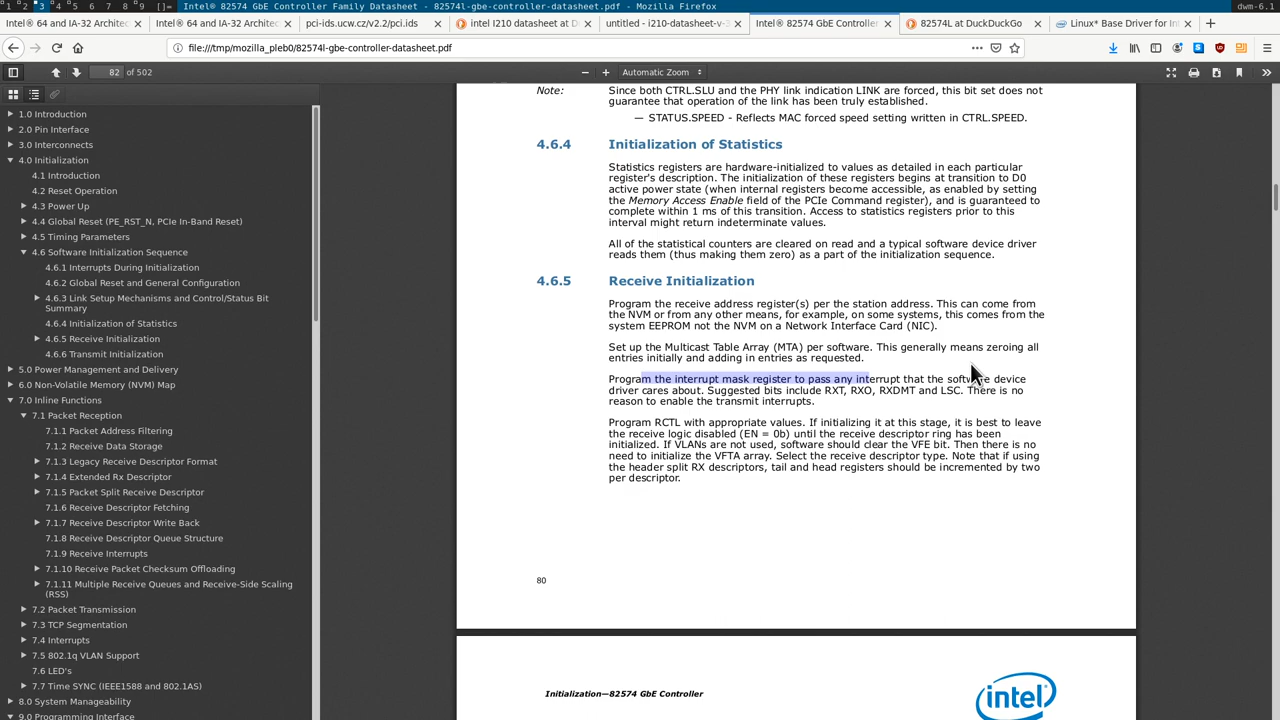 1 2 3 4 5 6 7 8 9 []= Intel® 82574 GbE Controller Family Datasheet - 82574l-gbe-controller-datasheet.pdf - Mozilla Firefox dwm-6.1
Intel® 64 and IA-32 Architec Intel® 64 and IA-32 Architec pci-ids.ucw.cz/v2.2/pci.ids intel I210 datasheet at D untitled - i210-datasheet-v-3 Intel® 82574 GbE Controlle 82574L at DuckDuckGo Linux* Base Driver for Int
file:///tmp/mozilla_pleb0/82574l-gbe-controller-datasheet.pdf
82 of 502 Automatic Zoom
1.0 Introduction
2.0 Pin Interface
3.0 Interconnects
4.0 Initialization
4.1 Introduction
4.2 Reset Operation
4.3 Power Up
4.4 Global Reset (PE_RST_N, PCIe In-Band Reset)
4.5 Timing Parameters
4.6 Software Initialization Sequence
4.6.1 Interrupts During Initialization
4.6.2 Global Reset and General Configuration
4.6.3 Link Setup Mechanisms and Control/Status Bit
Summary
4.6.4 Initialization of Statistics
4.6.5 Receive Initialization
4.6.6 Transmit Initialization
5.0 Power Management and Delivery
6.0 Non-Volatile Memory (NVM) Map
7.0 Inline Functions
7.1 Packet Reception
7.1.1 Packet Address Filtering
7.1.2 Receive Data Storage
7.1.3 Legacy Receive Descriptor Format
7.1.4 Extended Rx Descriptor
7.1.5 Packet Split Receive Descriptor
7.1.6 Receive Descriptor Fetching
7.1.7 Receive Descriptor Write Back
7.1.8 Receive Descriptor Queue Structure
7.1.9 Receive Interrupts
7.1.10 Receive Packet Checksum Offloading
7.1.11 Multiple Receive Queues and Receive-Side Scaling
(RSS)
7.2 Packet Transmission
7.3 TCP Segmentation
7.4 Interrupts
7.5 802.1q VLAN Support
7.6 LED's
7.7 Time SYNC (IEEE1588 and 802.1AS)
8.0 System Manageability
9.0 Programming Interface
Note: Since both CTRL.SLU and the PHY link indication LINK are forced, this bit set does not
guarantee that operation of the link has been truly established.
— STATUS.SPEED - Reflects MAC forced speed setting written in CTRL.SPEED.
4.6.4 Initialization of Statistics
Statistics registers are hardware-initialized to values as detailed in each particular
register's description. The initialization of these registers begins at transition to D0
active power state (when internal registers become accessible, as enabled by setting
the Memory Access Enable field of the PCIe Command register), and is guaranteed to
complete within 1 ms of this transition. Access to statistics registers prior to this
interval might return indeterminate values.
All of the statistical counters are cleared on read and a typical software device driver
reads them (thus making them zero) as a part of the initialization sequence.
4.6.5 Receive Initialization
Program the receive address register(s) per the station address. This can come from
the NVM or from any other means, for example, on some systems, this comes from the
system EEPROM not the NVM on a Network Interface Card (NIC).
Set up the Multicast Table Array (MTA) per software. This generally means zeroing all
entries initially and adding in entries as requested.
Program the interrupt mask register to pass any interrupt that the software device
driver cares about. Suggested bits include RXT, RXO, RXDMT and LSC. There is no
reason to enable the transmit interrupts.
Program RCTL with appropriate values. If initializing it at this stage, it is best to leave
the receive logic disabled (EN = 0b) until the receive descriptor ring has been
initialized. If VLANs are not used, software should clear the VFE bit. Then there is no
need to initialize the VFTA array. Select the receive descriptor type. Note that if using
the header split RX descriptors, tail and head registers should be incremented by two
per descriptor.
80
Initialization—82574 GbE Controller
intel